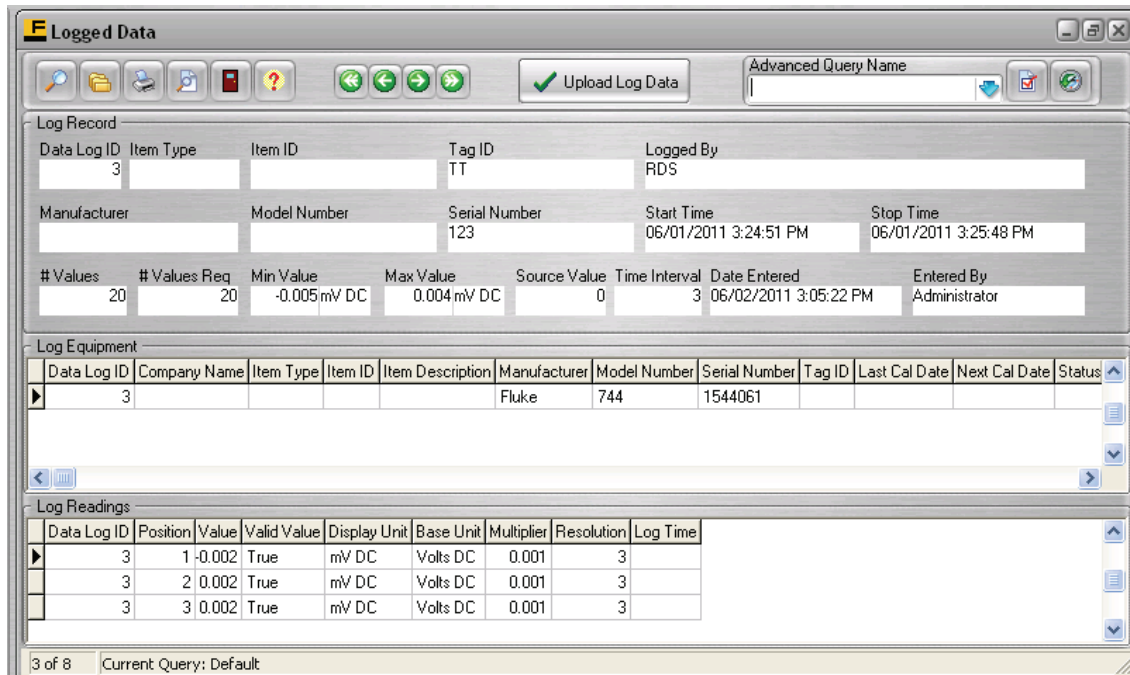 F Logged Data
? Upload Log Data Advanced Query Name
Log Record
Data Log ID Item Type Item ID Tag ID Logged By
3 TT RDS
Manufacturer Model Number Serial Number Start Time Stop Time
123 06/01/2011 3:24:51 PM 06/01/2011 3:25:48 PM
# Values # Values Req Min Value Max Value Source Value Time Interval Date Entered Entered By
20 20 -0.005 mV DC 0.004 mV DC 0 3 06/02/2011 3:05:22 PM Administrator
Log Equipment
Data Log ID Company Name Item Type Item ID Item Description Manufacturer Model Number Serial Number Tag ID Last Cal Date Next Cal Date Status
3 Fluke 744 1544061
Log Readings
Data Log ID Position Value Valid Value Display Unit Base Unit Multiplier Resolution Log Time
3 1 -0.002 True mV DC Volts DC 0.001 3
3 2 0.002 True mV DC Volts DC 0.001 3
3 3 0.002 True mV DC Volts DC 0.001 3
3 of 8 Current Query: Default